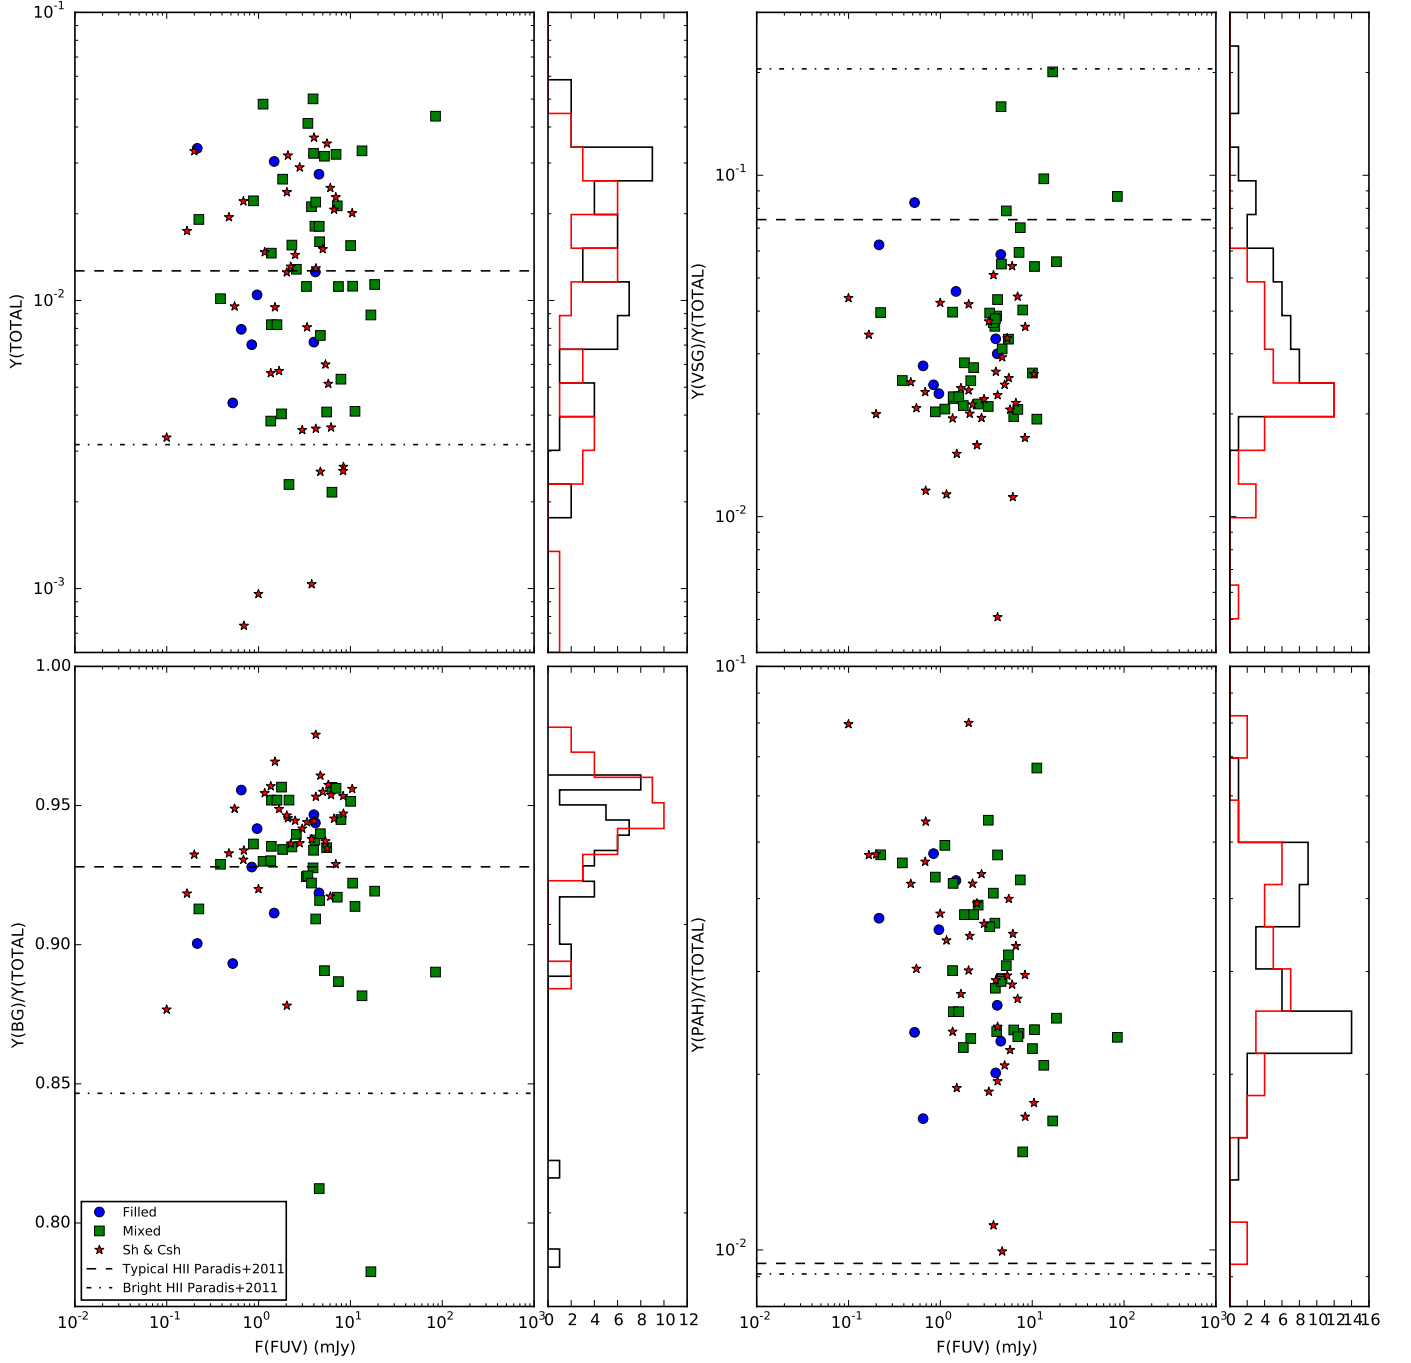 10^-1
10^-2
10^-3
Y(TOTAL)
10^-1
10^-2
Y(VSG)/Y(TOTAL)
1.00
0.95
0.90
0.85
0.80
Y(BG)/Y(TOTAL)
Filled
Mixed
Sh & Csh
Typical HII Paradis+2011
Bright HII Paradis+2011
10^-2 10^-1 10^0 10^1 10^2 10^3
F(FUV) (mJy)
0 2 4 6 8 10 12
10^-1
10^-2
Y(PAH)/Y(TOTAL)
10^-2 10^-1 10^0 10^1 10^2 10^3
F(FUV) (mJy)
0 2 4 6 8 10 12 14 16